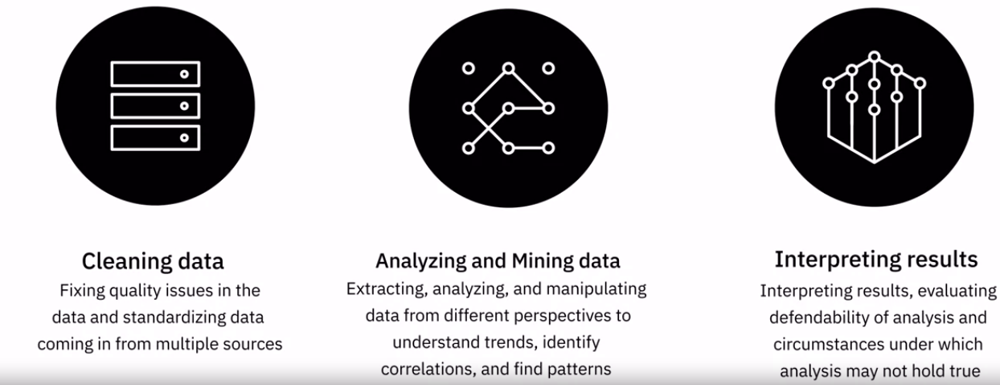 Cleaning data
Fixing quality issues in the
data and standardizing data
coming in from multiple sources
Analyzing and Mining data
Extracting, analyzing, and manipulating
data from different perspectives to
understand trends, identify
correlations, and find patterns
Interpreting results
Interpreting results, evaluating
defendability of analysis and
circumstances under which
analysis may not hold true